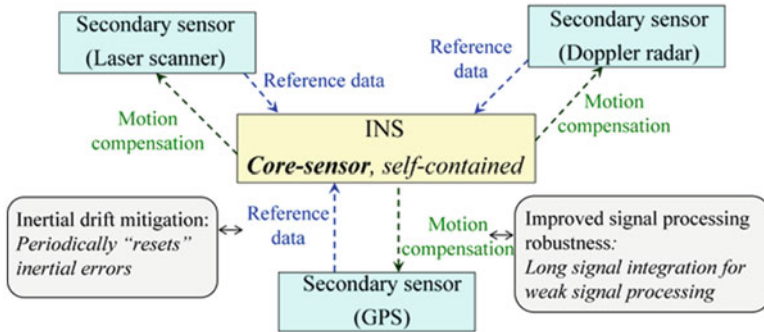 Secondary sensor
(Laser scanner)
Secondary sensor
(Doppler radar)
Reference data
Reference
data
Motion
compensation
Motion
compensation
INS
Core-sensor, self-contained
Inertial drift mitigation:
Periodically “resets”
inertial errors
Reference
data
Motion
compensation
Improved signal processing
robustness:
Long signal integration for
weak signal processing
Secondary sensor
(GPS)